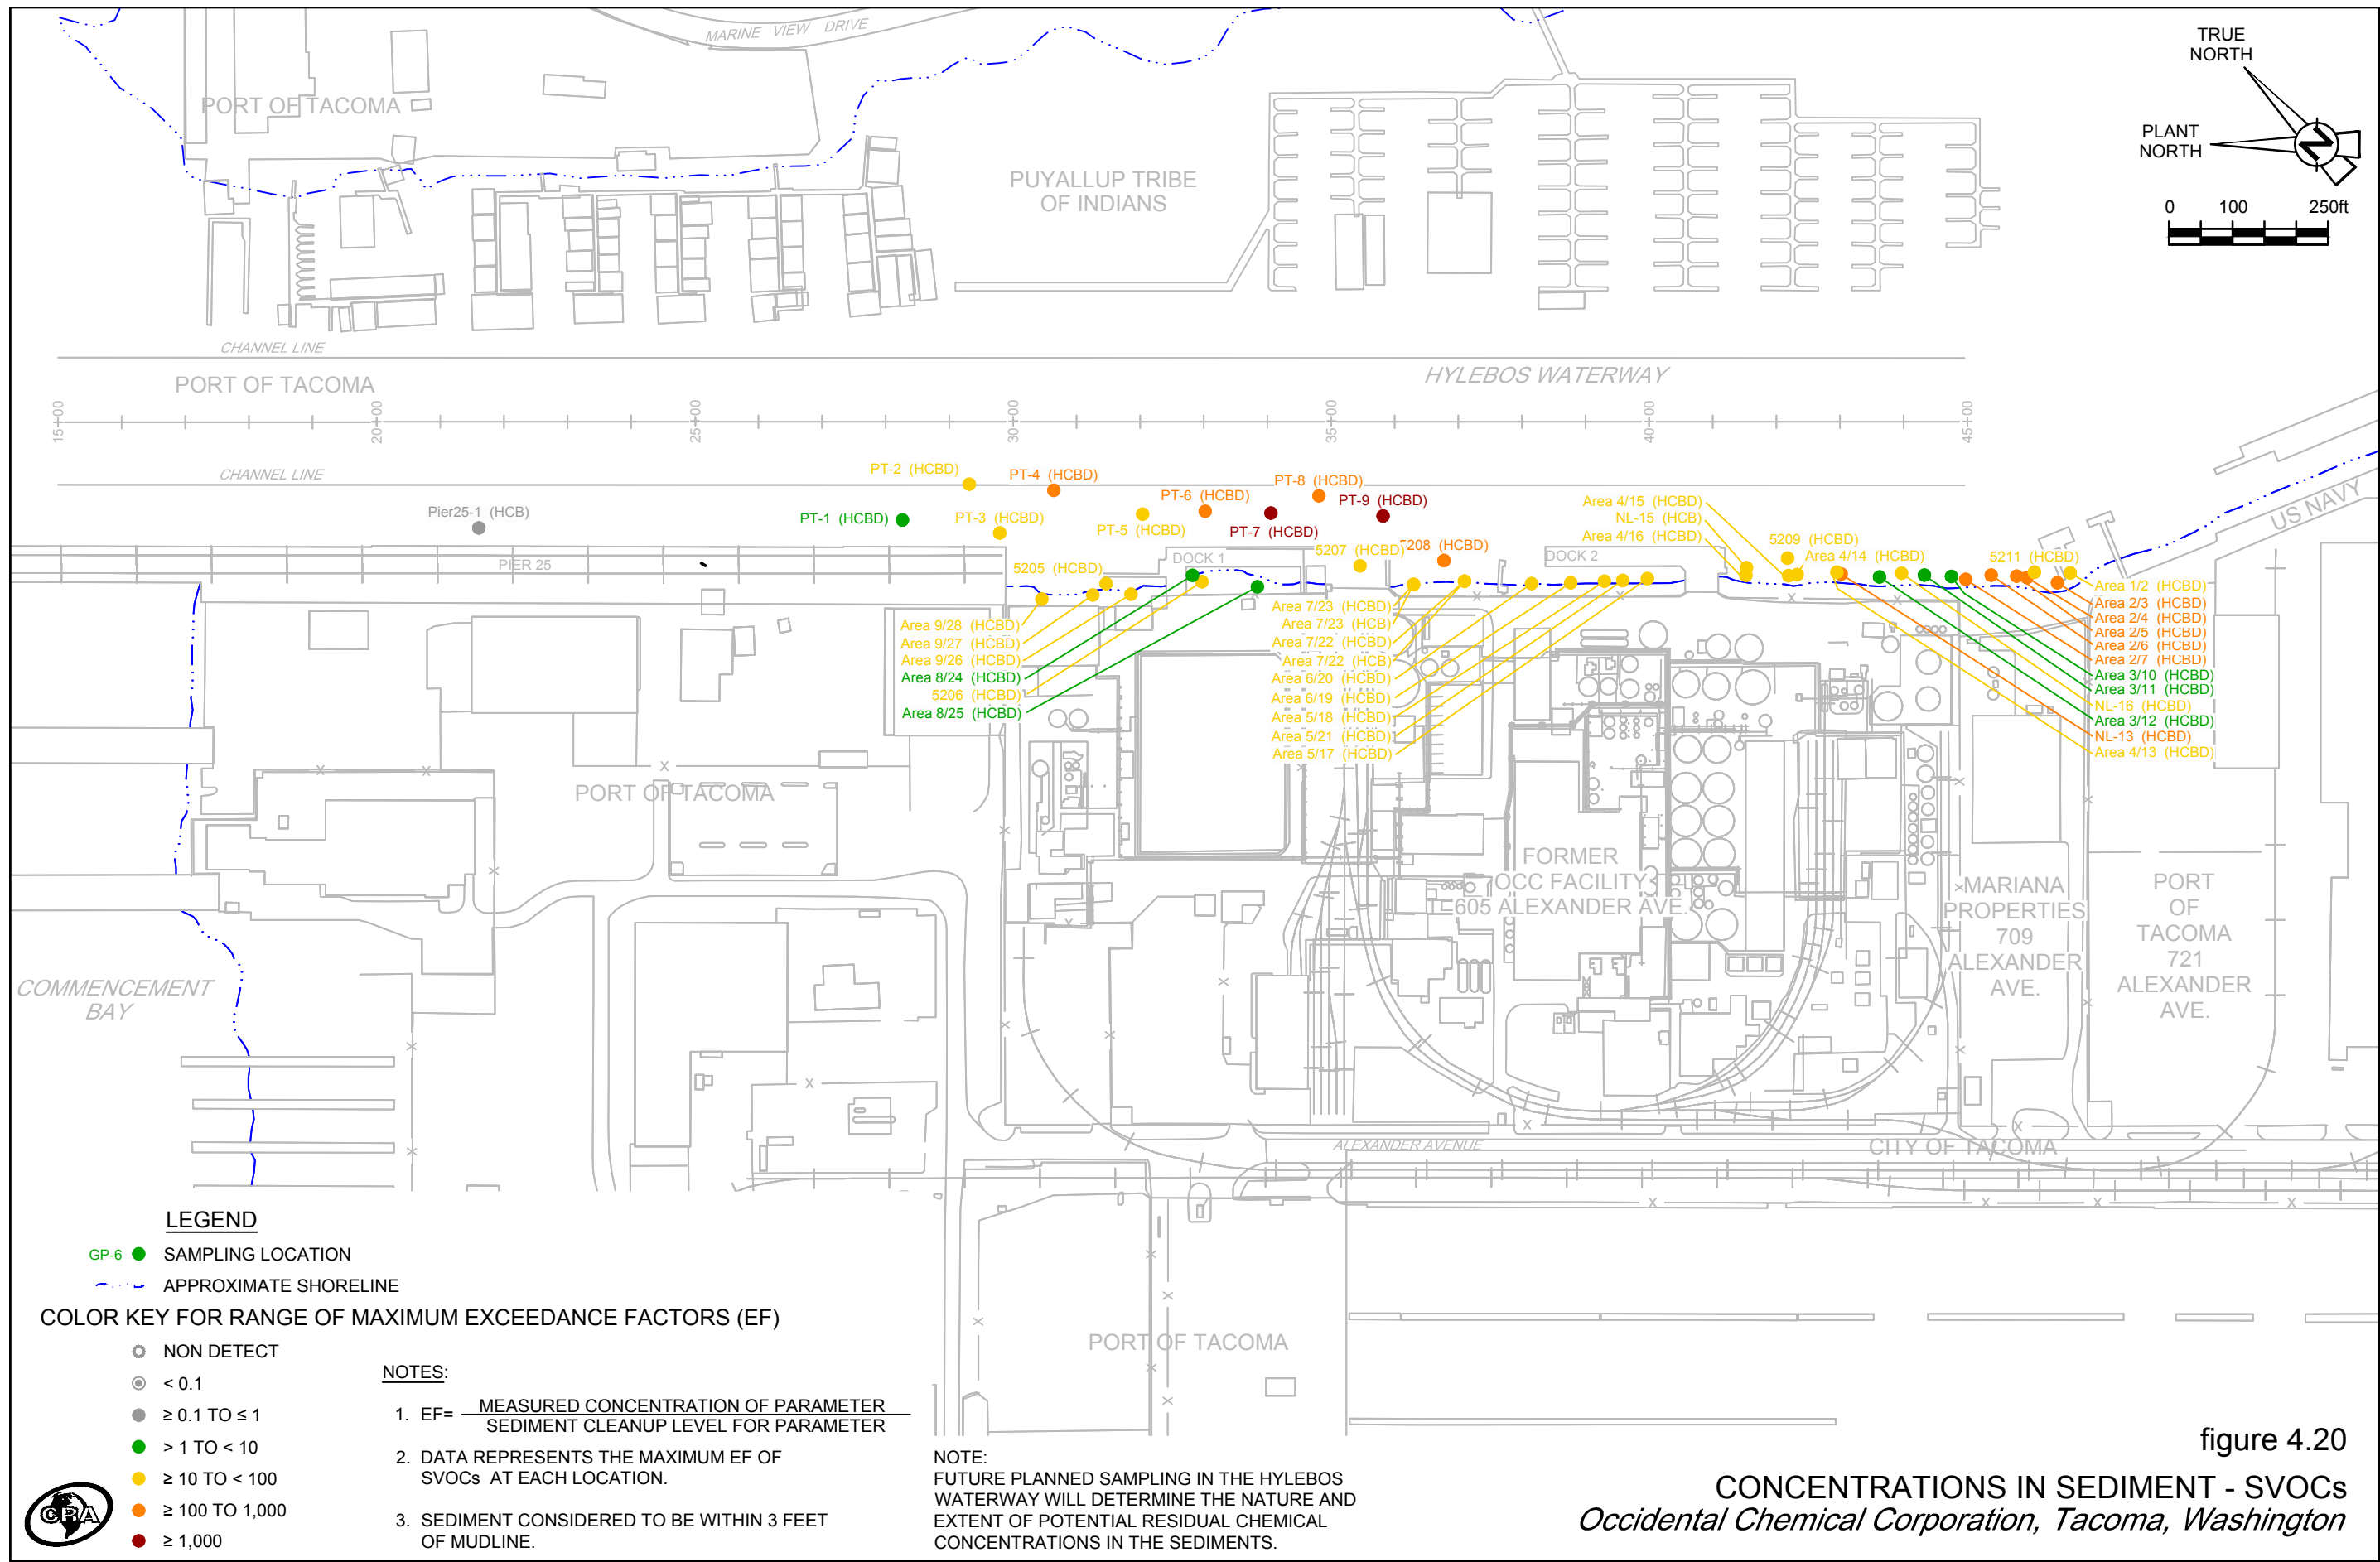 MARINE VIEW DRIVE
TRUE
NORTH
PLANT
NORTH
N
0 100 250ft
PORT OF TACOMA
PUYALLUP TRIBE
OF INDIANS
CHANNEL LINE
PORT OF TACOMA
HYLEBOS WATERWAY
15+00
20+00
25+00
30+00
35+00
40+00
45+00
CHANNEL LINE
US NAVY
Pier25-1 (HCB)
PT-1 (HCBD)
PT-2 (HCBD)
PT-3 (HCBD)
PT-4 (HCBD)
PT-5 (HCBD)
PT-6 (HCBD)
PT-7 (HCBD)
PT-8 (HCBD)
PT-9 (HCBD)
PIER 25
DOCK 1
DOCK 2
5205 (HCBD)
5207 (HCBD)
5208 (HCBD)
Area 4/15 (HCBD)
NL-15 (HCB)
Area 4/16 (HCBD)
5209 (HCBD)
Area 4/14 (HCBD)
5211 (HCBD)
Area 9/28 (HCBD)
Area 9/27 (HCBD)
Area 9/26 (HCBD)
Area 8/24 (HCBD)
5206 (HCBD)
Area 8/25 (HCBD)
Area 7/23 (HCBD)
Area 7/23 (HCB)
Area 7/22 (HCBD)
Area 7/22 (HCB)
Area 6/20 (HCBD)
Area 6/19 (HCBD)
Area 5/18 (HCBD)
Area 5/21 (HCBD)
Area 5/17 (HCBD)
Area 1/2 (HCBD)
Area 2/3 (HCBD)
Area 2/4 (HCBD)
Area 2/5 (HCBD)
Area 2/6 (HCBD)
Area 2/7 (HCBD)
Area 3/10 (HCBD)
Area 3/11 (HCBD)
NL-16 (HCBD)
Area 3/12 (HCBD)
NL-13 (HCBD)
Area 4/13 (HCBD)
PORT OF TACOMA
FORMER
OCC FACILITY
605 ALEXANDER AVE.
MARIANA
PROPERTIES
709
ALEXANDER
AVE.
PORT
OF
TACOMA
721
ALEXANDER
AVE.
COMMENCEMENT
BAY
ALEXANDER AVENUE
CITY OF TACOMA
PORT OF TACOMA
LEGEND
GP-6 SAMPLING LOCATION
APPROXIMATE SHORELINE
COLOR KEY FOR RANGE OF MAXIMUM EXCEEDANCE FACTORS (EF)
NON DETECT
< 0.1
≥ 0.1 TO ≤ 1
> 1 TO < 10
≥ 10 TO < 100
≥ 100 TO 1,000
≥ 1,000
CRA
NOTES:
1. EF= MEASURED CONCENTRATION OF PARAMETER
SEDIMENT CLEANUP LEVEL FOR PARAMETER
2. DATA REPRESENTS THE MAXIMUM EF OF
SVOCs AT EACH LOCATION.
3. SEDIMENT CONSIDERED TO BE WITHIN 3 FEET
OF MUDLINE.
NOTE:
FUTURE PLANNED SAMPLING IN THE HYLEBOS
WATERWAY WILL DETERMINE THE NATURE AND
EXTENT OF POTENTIAL RESIDUAL CHEMICAL
CONCENTRATIONS IN THE SEDIMENTS.
figure 4.20
CONCENTRATIONS IN SEDIMENT - SVOCs
Occidental Chemical Corporation, Tacoma, Washington